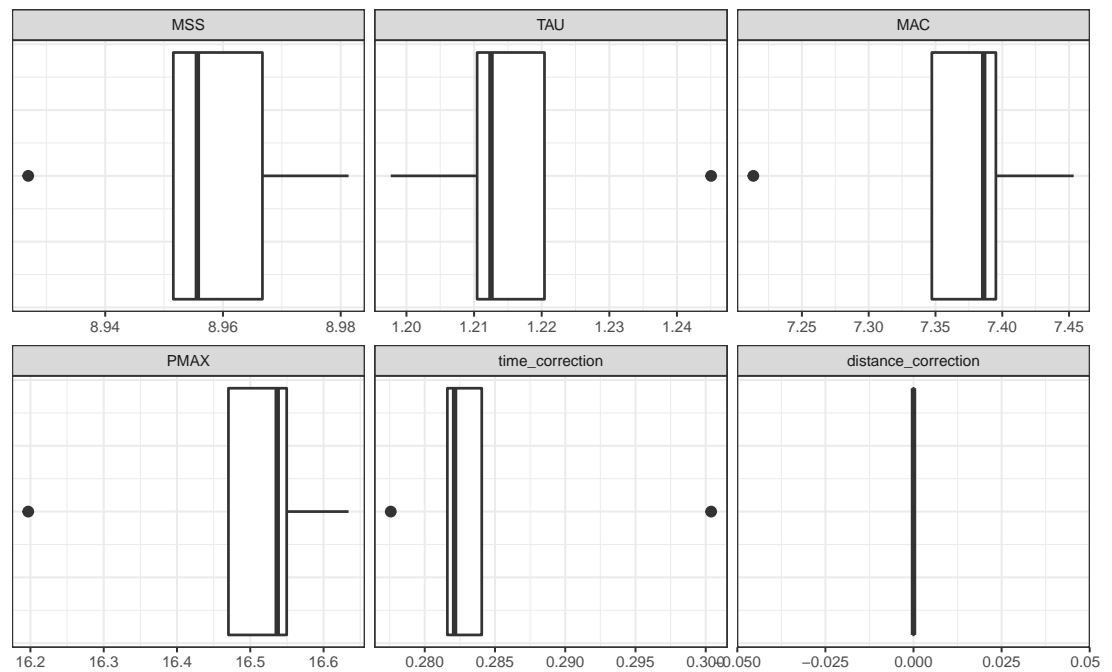 MSS TAU MAC
8.94 8.96 8.98 1.20 1.21 1.22 1.23 1.24 7.25 7.30 7.35 7.40 7.45
PMAX time_correction distance_correction
16.2 16.3 16.4 16.5 16.6 0.280 0.285 0.290 0.295 0.300 −0.050 −0.025 0.000 0.025 0.05